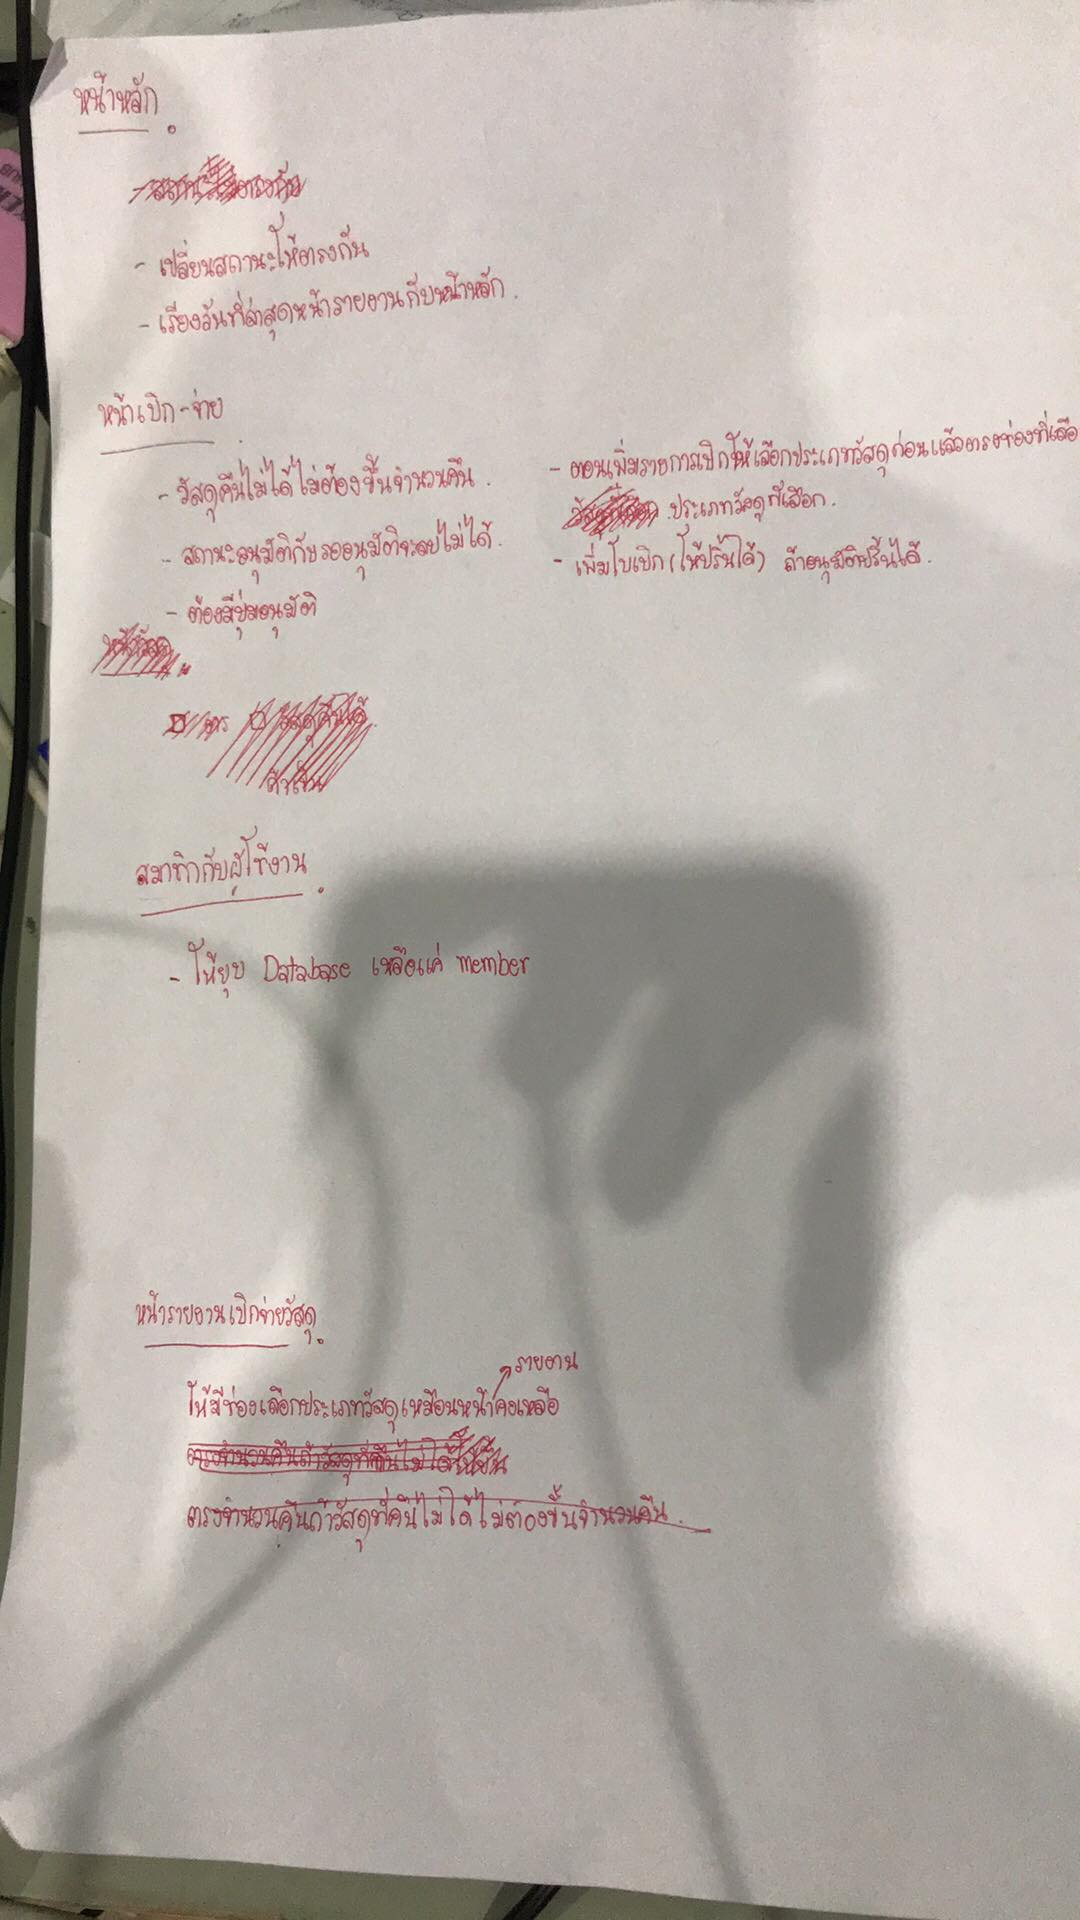 หน้าหลัก
- เปลี่ยนสถานะให้ตรงกัน
- เรียงวันที่ล่าสุดหน้ารายงานกับหน้าหลัก.
หน้าเบิก-จ่าย
- วัสดุคืนไม่ได้ไม่ต้องขึ้นจำนวนคืน.
- สถานะอนุมัติกับรออนุมัติจะลบไม่ได้.
- ต้องมีปุ่มอนุมัติ
- ตอนเพิ่มรายการเบิกให้เลือกประเภทวัสดุก่อนแล้วตรงช่องที่เลือ
ประเภทวัสดุที่เลือก.
- เพิ่มใบเบิก(ให้ปริ้นได้) ถ้าอนุมัติปริ้นได้.
สมาชิกกับผู้ใช้งาน
- ให้ยุบ Database เหลือแค่ member
หน้ารายงานเบิกจ่ายวัสดุ
รายงาน
ให้มีช่องเลือกประเภทวัสดุเหมือนหน้าคงเหลือ
ตรงจำนวนคืนถ้าวัสดุที่คืนไม่ได้ไม่ต้องขึ้นจำนวนคืน.